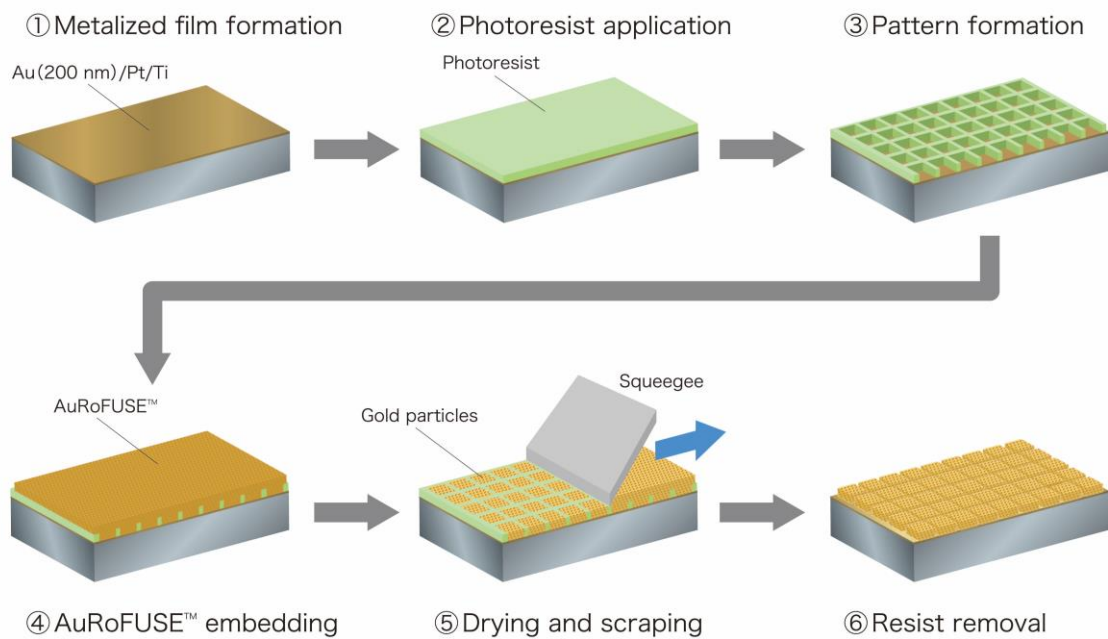 ①Metalized film formation
②Photoresist application
③Pattern formation
Au(200 nm)/Pt/Ti
Photoresist
AuRoFUSE™
Gold particles
Squeegee
④AuRoFUSE™ embedding
⑤Drying and scraping
⑥Resist removal